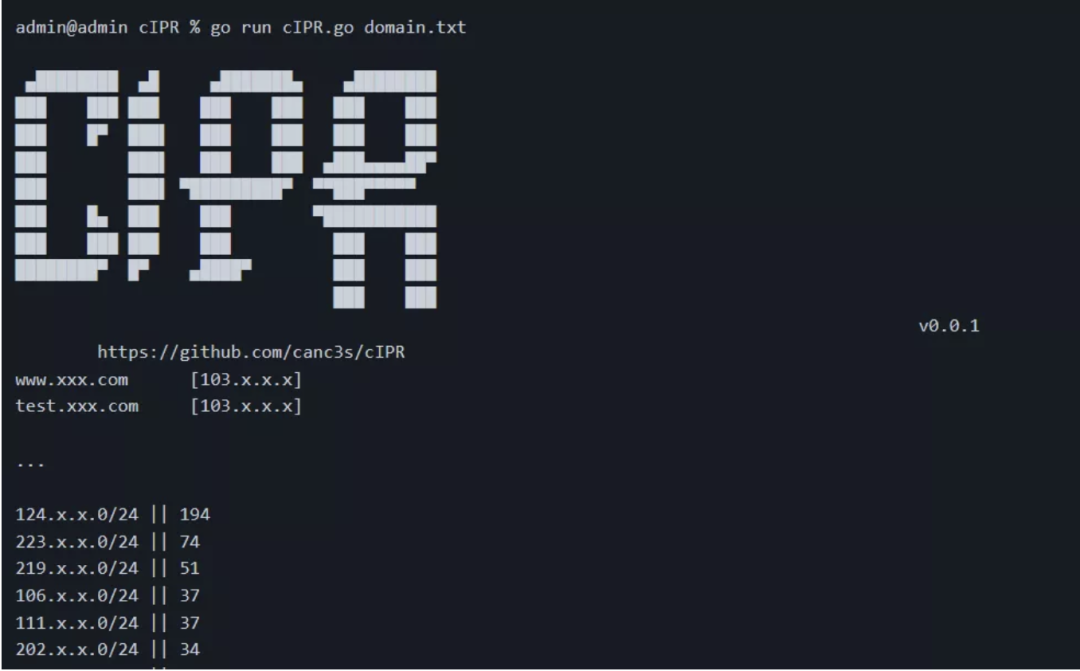 admin@admin cIPR % go run cIPR.go domain.txt
CIPR
v0.0.1
https://github.com/canc3s/cIPR
www.xxx.com [103.x.x.x]
test.xxx.com [103.x.x.x]
...
124.x.x.0/24 || 194
223.x.x.0/24 || 74
219.x.x.0/24 || 51
106.x.x.0/24 || 37
111.x.x.0/24 || 37
202.x.x.0/24 || 34